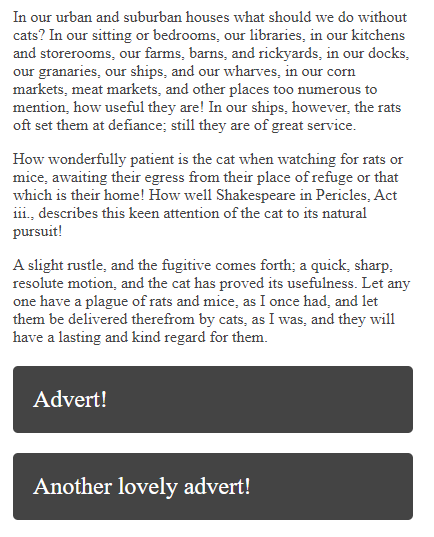 In our urban and suburban houses what should we do without
cats? In our sitting or bedrooms, our libraries, in our kitchens
and storerooms, our farms, barns, and rickyards, in our docks,
our granaries, our ships, and our wharves, in our corn
markets, meat markets, and other places too numerous to
mention, how useful they are! In our ships, however, the rats
oft set them at defiance; still they are of great service.
How wonderfully patient is the cat when watching for rats or
mice, awaiting their egress from their place of refuge or that
which is their home! How well Shakespeare in Pericles, Act
iii., describes this keen attention of the cat to its natural
pursuit!
A slight rustle, and the fugitive comes forth; a quick, sharp,
resolute motion, and the cat has proved its usefulness. Let any
one have a plague of rats and mice, as I once had, and let
them be delivered therefrom by cats, as I was, and they will
have a lasting and kind regard for them.
Advert!
Another lovely advert!